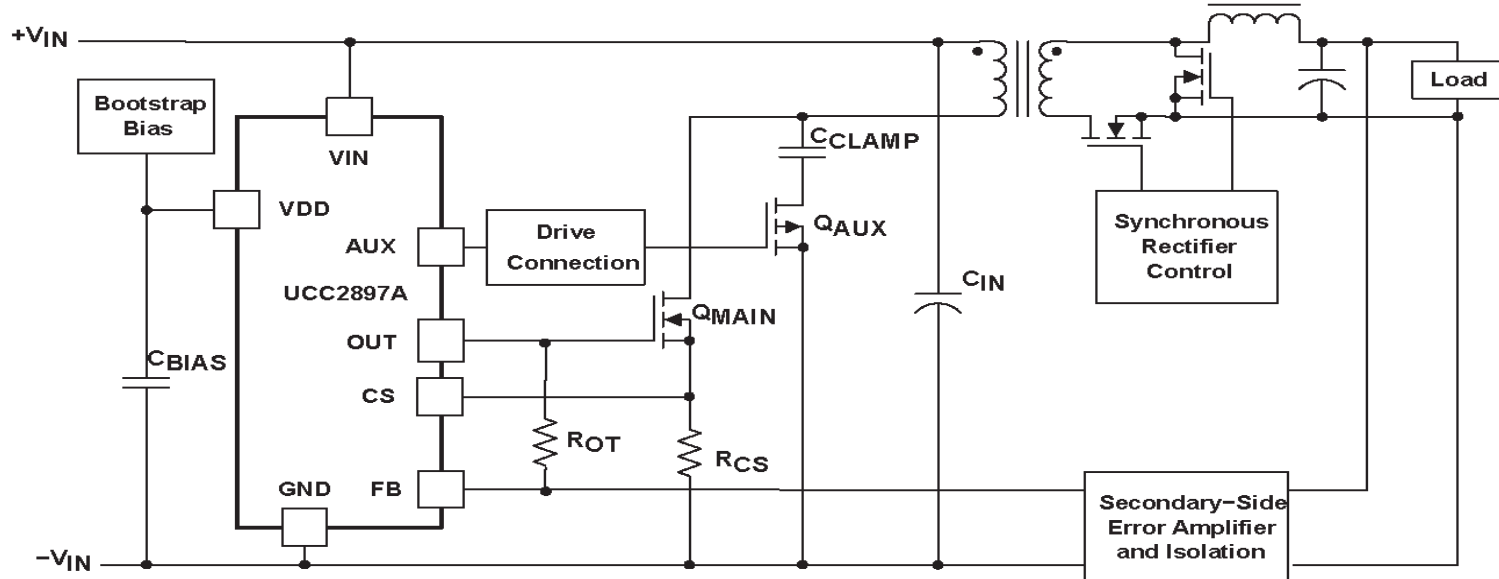 +VIN
Bootstrap
Bias
VIN
VDD
AUX
UCC2897A
OUT
CS
FB
GND
CBIAS
Drive
Connection
QMAIN
ROT
RCS
CCLAMP
QAUX
CIN
Synchronous
Rectifier
Control
Load
Secondary−Side
Error Amplifier
and Isolation
−VIN